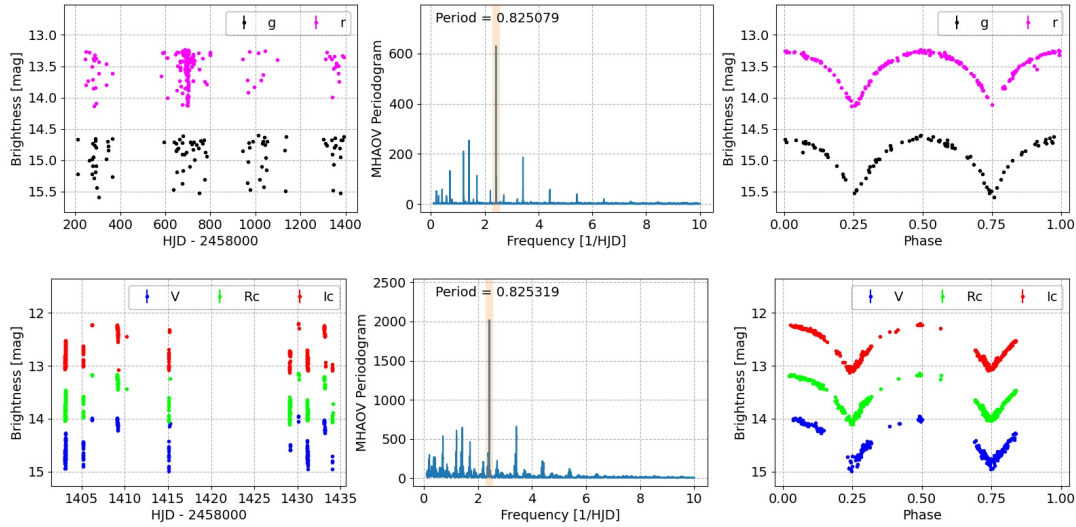 g r
Period = 0.825079
g r
Brightness [mag]
13.0
13.5
14.0
14.5
15.0
15.5
200 400 600 800 1000 1200 1400
HJD - 2458000
MHAOV Periodogram
600
400
200
0
0 2 4 6 8 10
Frequency [1/HJD]
Brightness [mag]
13.0
13.5
14.0
14.5
15.0
15.5
0.00 0.25 0.50 0.75 1.00
Phase
V Rc Ic
Period = 0.825319
V Rc Ic
Brightness [mag]
12
13
14
15
1405 1410 1415 1420 1425 1430 1435
HJD - 2458000
MHAOV Periodogram
2500
2000
1500
1000
500
0
0 2 4 6 8 10
Frequency [1/HJD]
Brightness [mag]
12
13
14
15
0.00 0.25 0.50 0.75 1.00
Phase